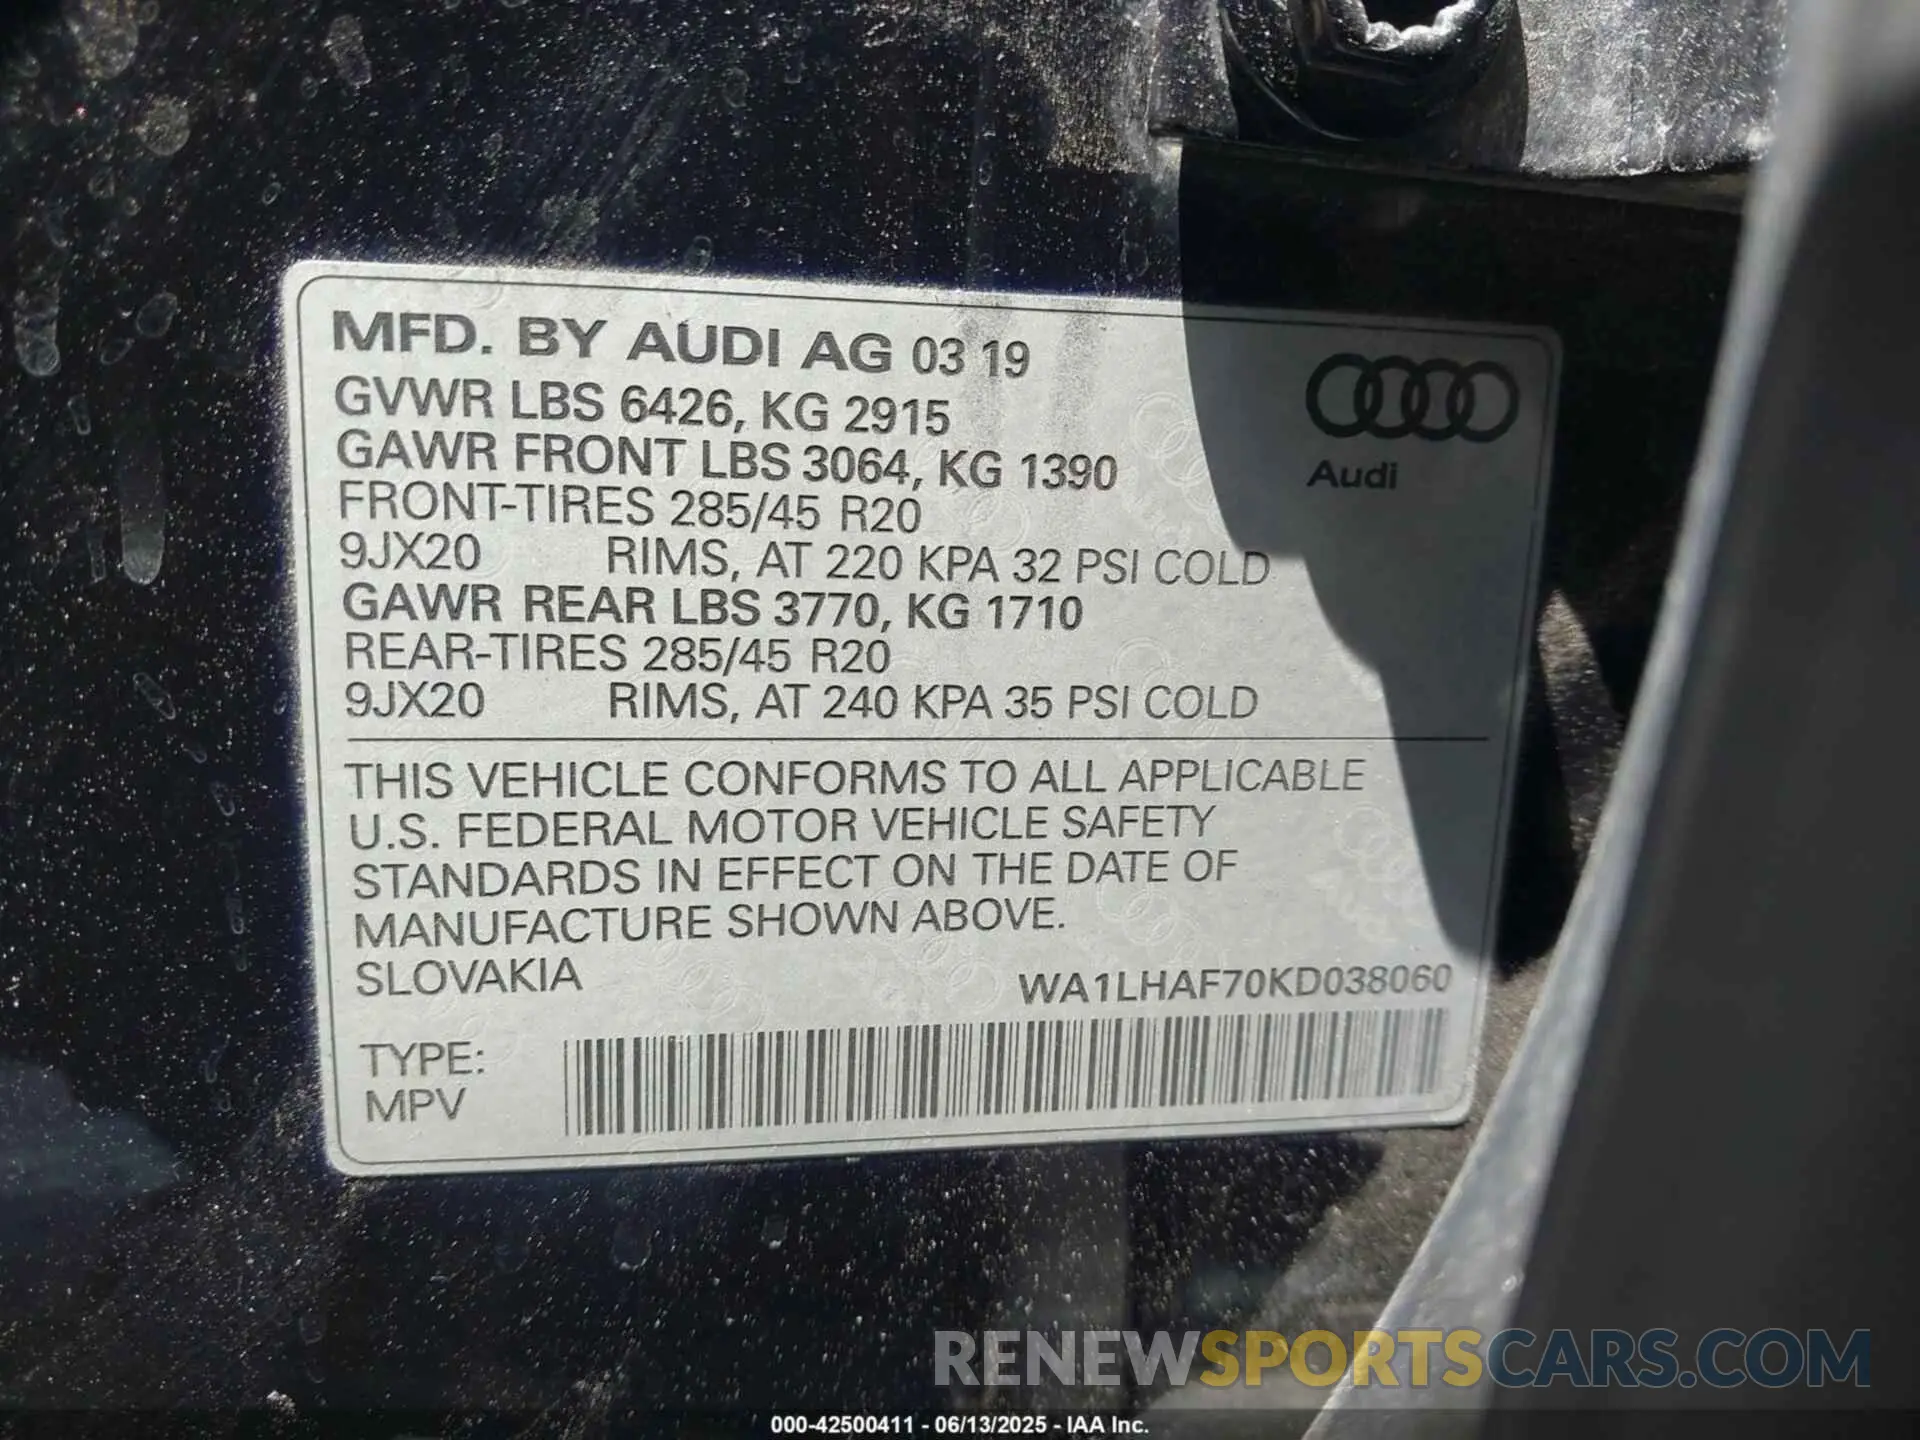 MFD. BY AUDI AG 03 19
GVWR LBS 6426, KG 2915
GAWR FRONT LBS 3064, KG 1390
FRONT-TIRES 285/45 R20
9JX20 RIMS, AT 220 KPA 32 PSI COLD
GAWR REAR LBS 3770, KG 1710
REAR-TIRES 285/45 R20
9JX20 RIMS, AT 240 KPA 35 PSI COLD
Audi
THIS VEHICLE CONFORMS TO ALL APPLICABLE
U.S. FEDERAL MOTOR VEHICLE SAFETY
STANDARDS IN EFFECT ON THE DATE OF
MANUFACTURE SHOWN ABOVE.
SLOVAKIA WA1LHAF70KD038060
TYPE:
MPV
RENEWSPORTSCARS.COM
000-42500411 - 06/13/2025 - IAA Inc.